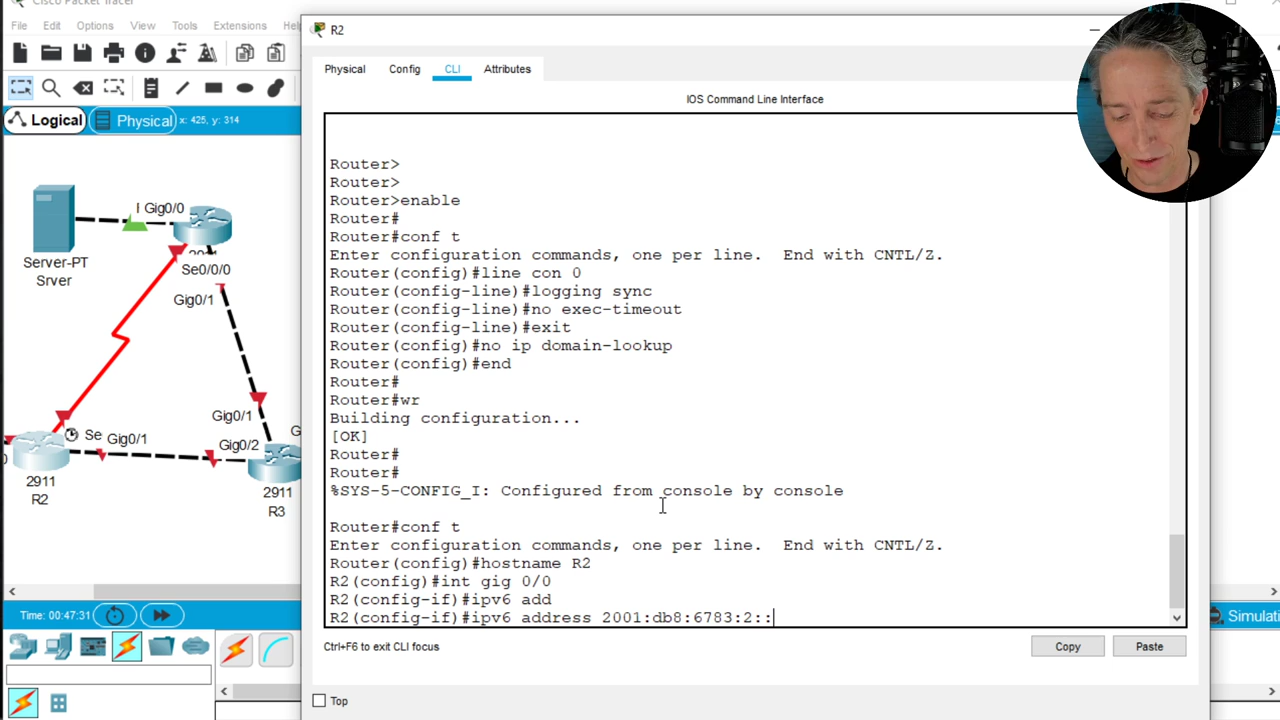 Cisco Packet Tracer
File Edit Options View Tools Extensions
Logical
Physical
x: 425, y: 314
Gig0/0
Server-PT
Srver
Se0/0/0
Gig0/1
Gig0/1
Se
Gig0/1
Gig0/2
2911
R2
2911
R3
Time: 00:47:31
R2
Physical Config CLI Attributes
IOS Command Line Interface
Router>
Router>
Router>enable
Router#
Router#conf t
Enter configuration commands, one per line.  End with CNTL/Z.
Router(config)#line con 0
Router(config-line)#logging sync
Router(config-line)#no exec-timeout
Router(config-line)#exit
Router(config)#no ip domain-lookup
Router(config)#end
Router#
Router#wr
Building configuration...
[OK]
Router#
Router#
%SYS-5-CONFIG_I: Configured from console by console
Router#conf t
Enter configuration commands, one per line.  End with CNTL/Z.
Router(config)#hostname R2
R2(config)#int gig 0/0
R2(config-if)#ipv6 add
R2(config-if)#ipv6 address 2001:db8:6783:2::
Ctrl+F6 to exit CLI focus
Copy
Paste
Top